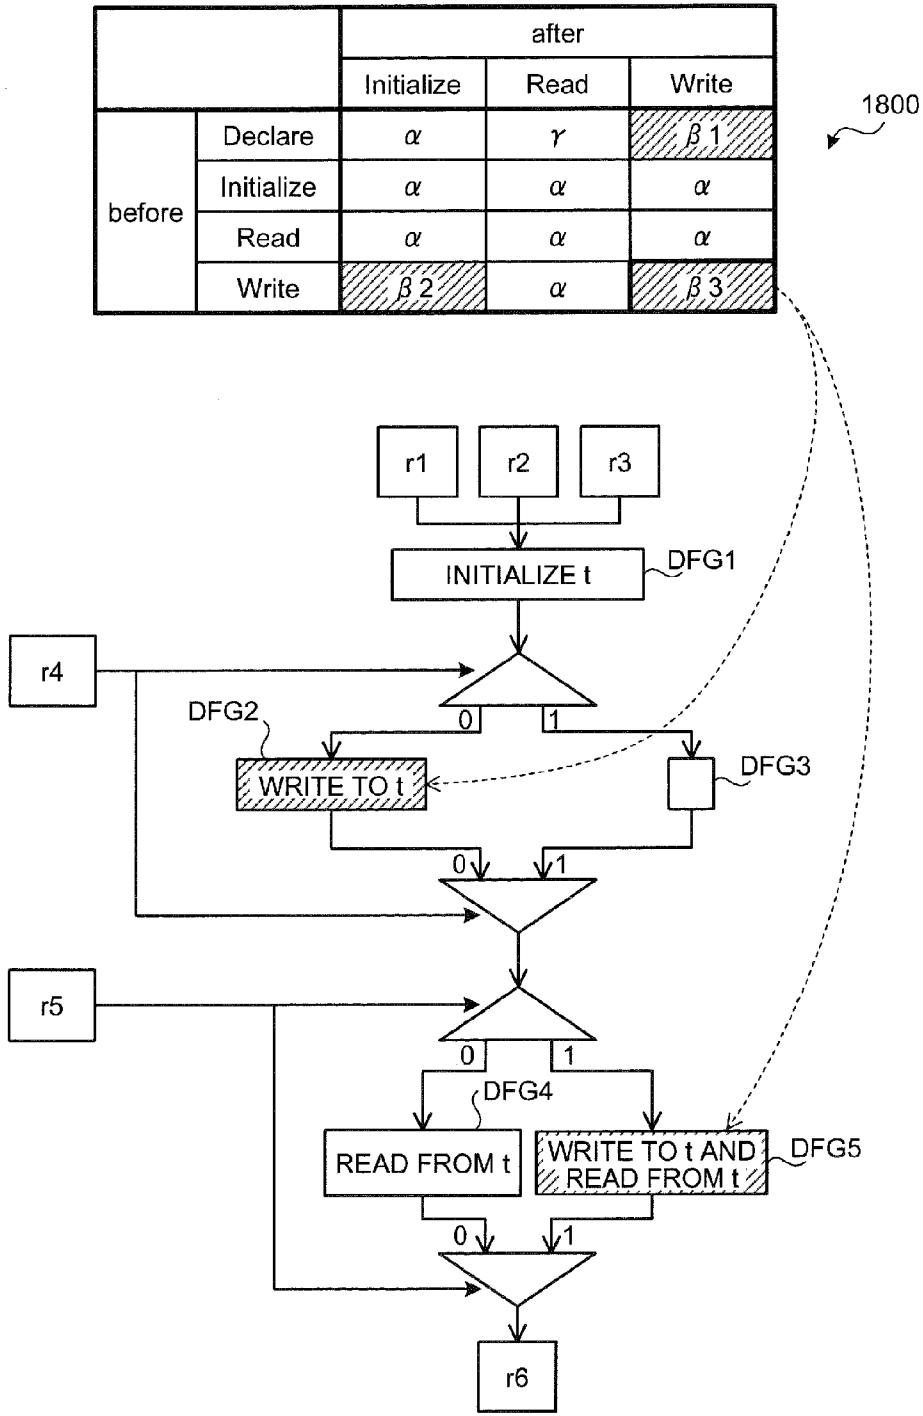 after
Initialize Read Write
1800
before
Declare α γ β1
Initialize α α α
Read α α α
Write β2 α β3
r1 r2 r3
INITIALIZE t
DFG1
r4
0 1
DFG2
WRITE TO t
DFG3
0 1
r5
0 1
DFG4
READ FROM t
WRITE TO t AND
READ FROM t
DFG5
0 1
r6